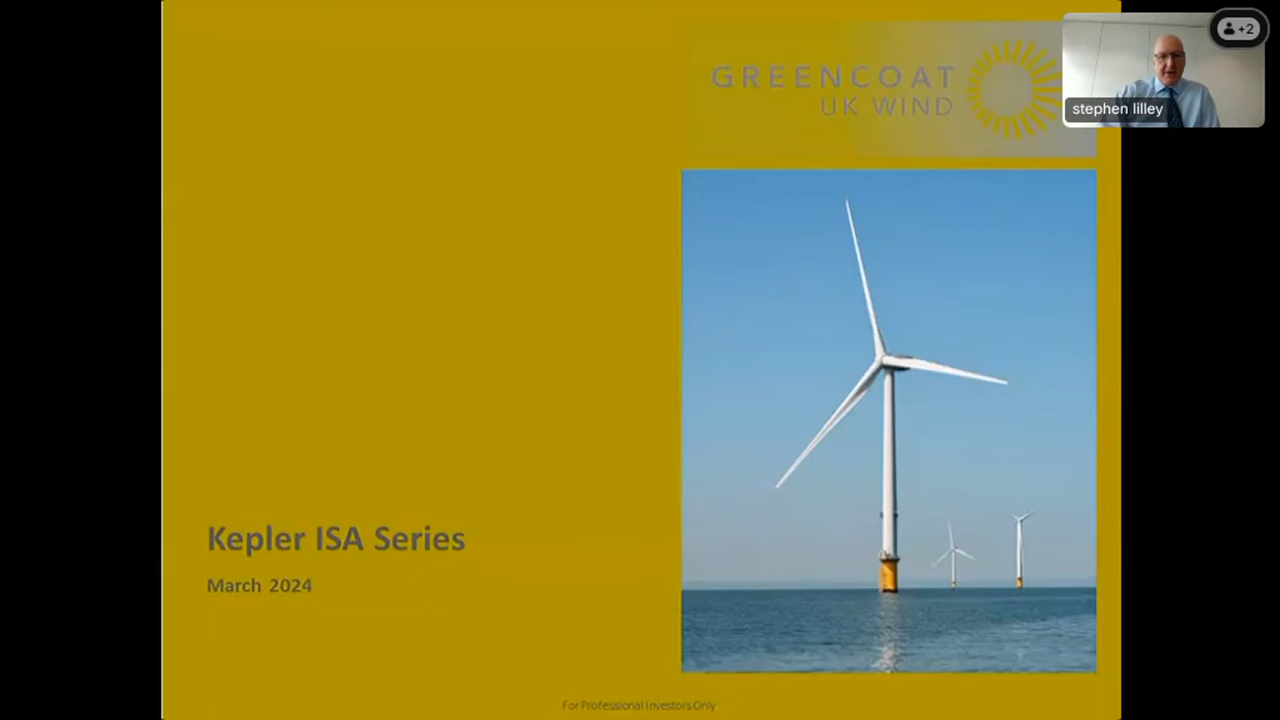 GREENCOAT
UK WIND
+2
stephen lilley
Kepler ISA Series
March 2024
For Professional Investors Only